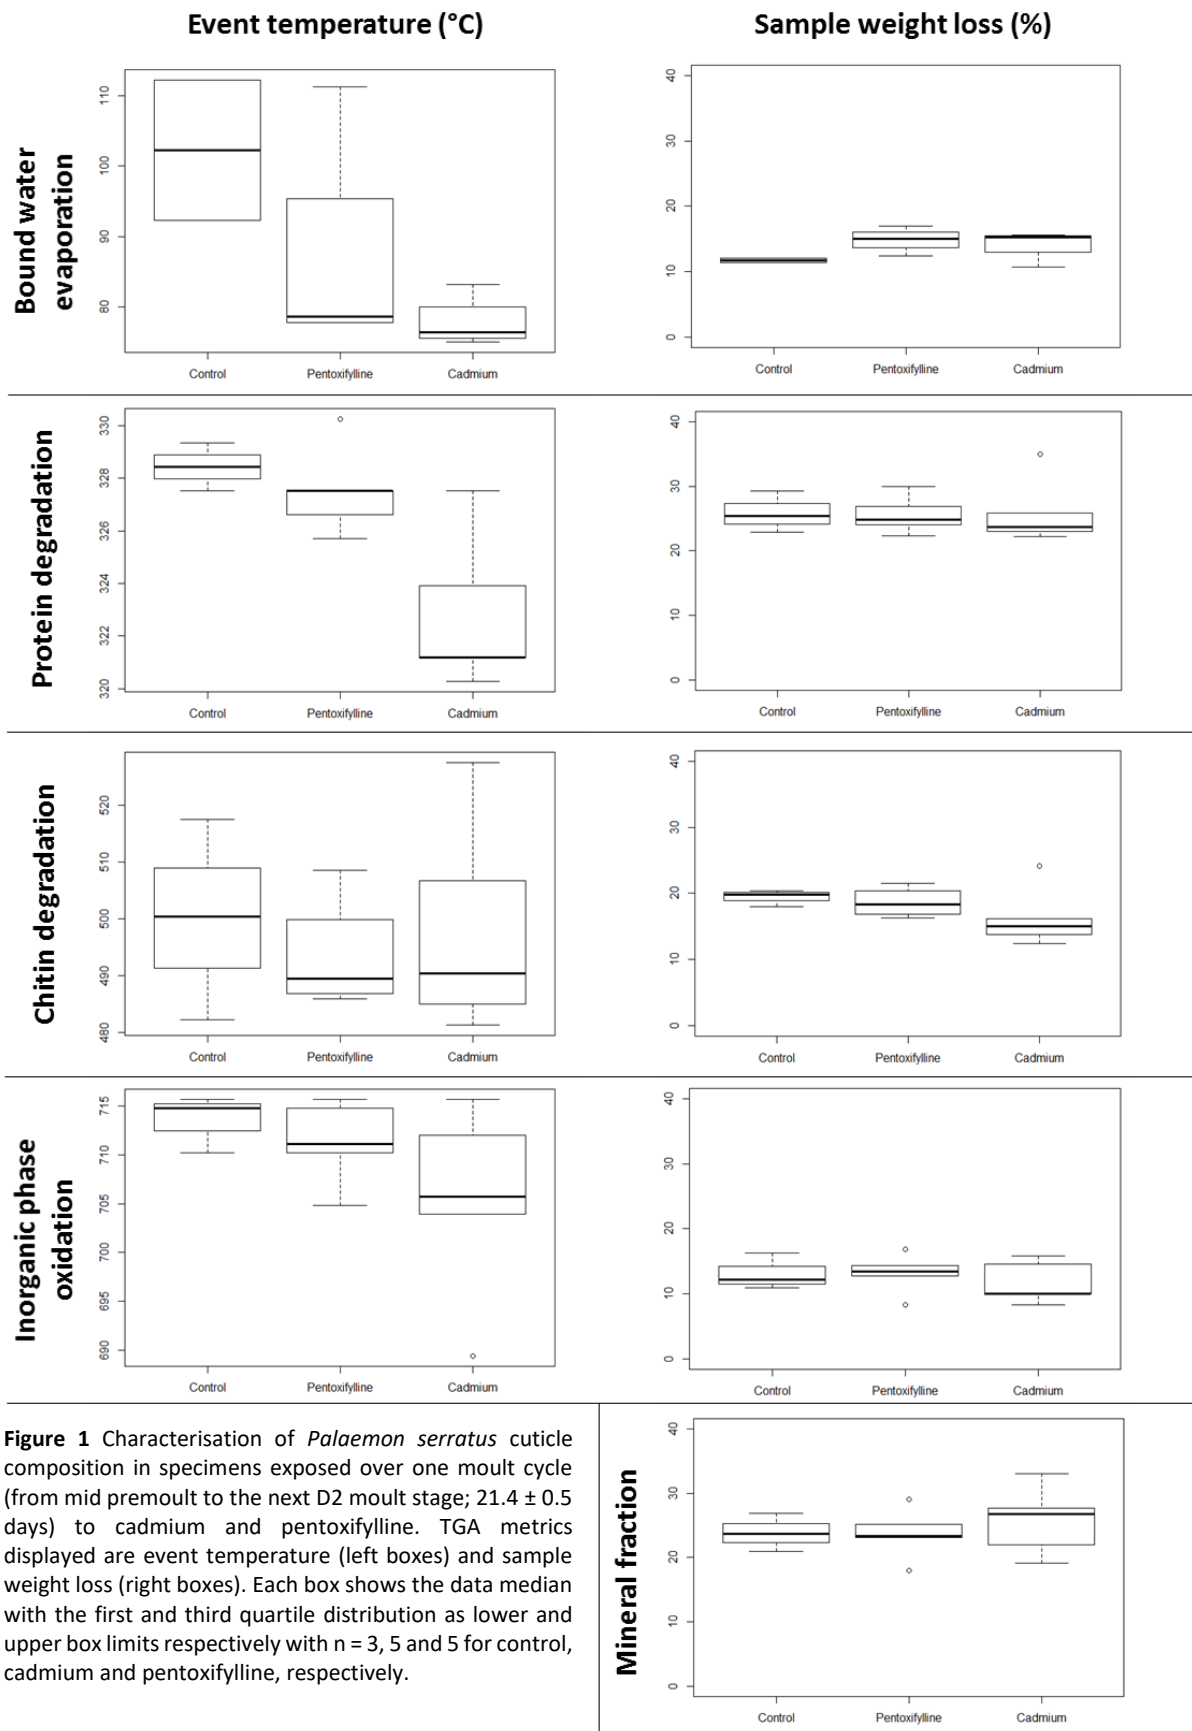 Event temperature (°C)
Sample weight loss (%)
Bound water
evaporation
110
100
90
80
Control
Pentoxifylline
Cadmium
40
30
20
10
0
Control
Pentoxifylline
Cadmium
Protein degradation
330
328
326
324
322
320
Control
Pentoxifylline
Cadmium
40
30
20
10
0
Control
Pentoxifylline
Cadmium
Chitin degradation
520
510
500
490
480
Control
Pentoxifylline
Cadmium
40
30
20
10
0
Control
Pentoxifylline
Cadmium
Inorganic phase
oxidation
715
710
705
700
695
690
Control
Pentoxifylline
Cadmium
40
30
20
10
0
Control
Pentoxifylline
Cadmium
Figure 1 Characterisation of Palaemon serratus cuticle
composition in specimens exposed over one moult cycle
(from mid premoult to the next D2 moult stage; 21.4 ± 0.5
days) to cadmium and pentoxifylline. TGA metrics
displayed are event temperature (left boxes) and sample
weight loss (right boxes). Each box shows the data median
with the first and third quartile distribution as lower and
upper box limits respectively with n = 3, 5 and 5 for control,
cadmium and pentoxifylline, respectively.
Mineral fraction
40
30
20
10
0
Control
Pentoxifylline
Cadmium